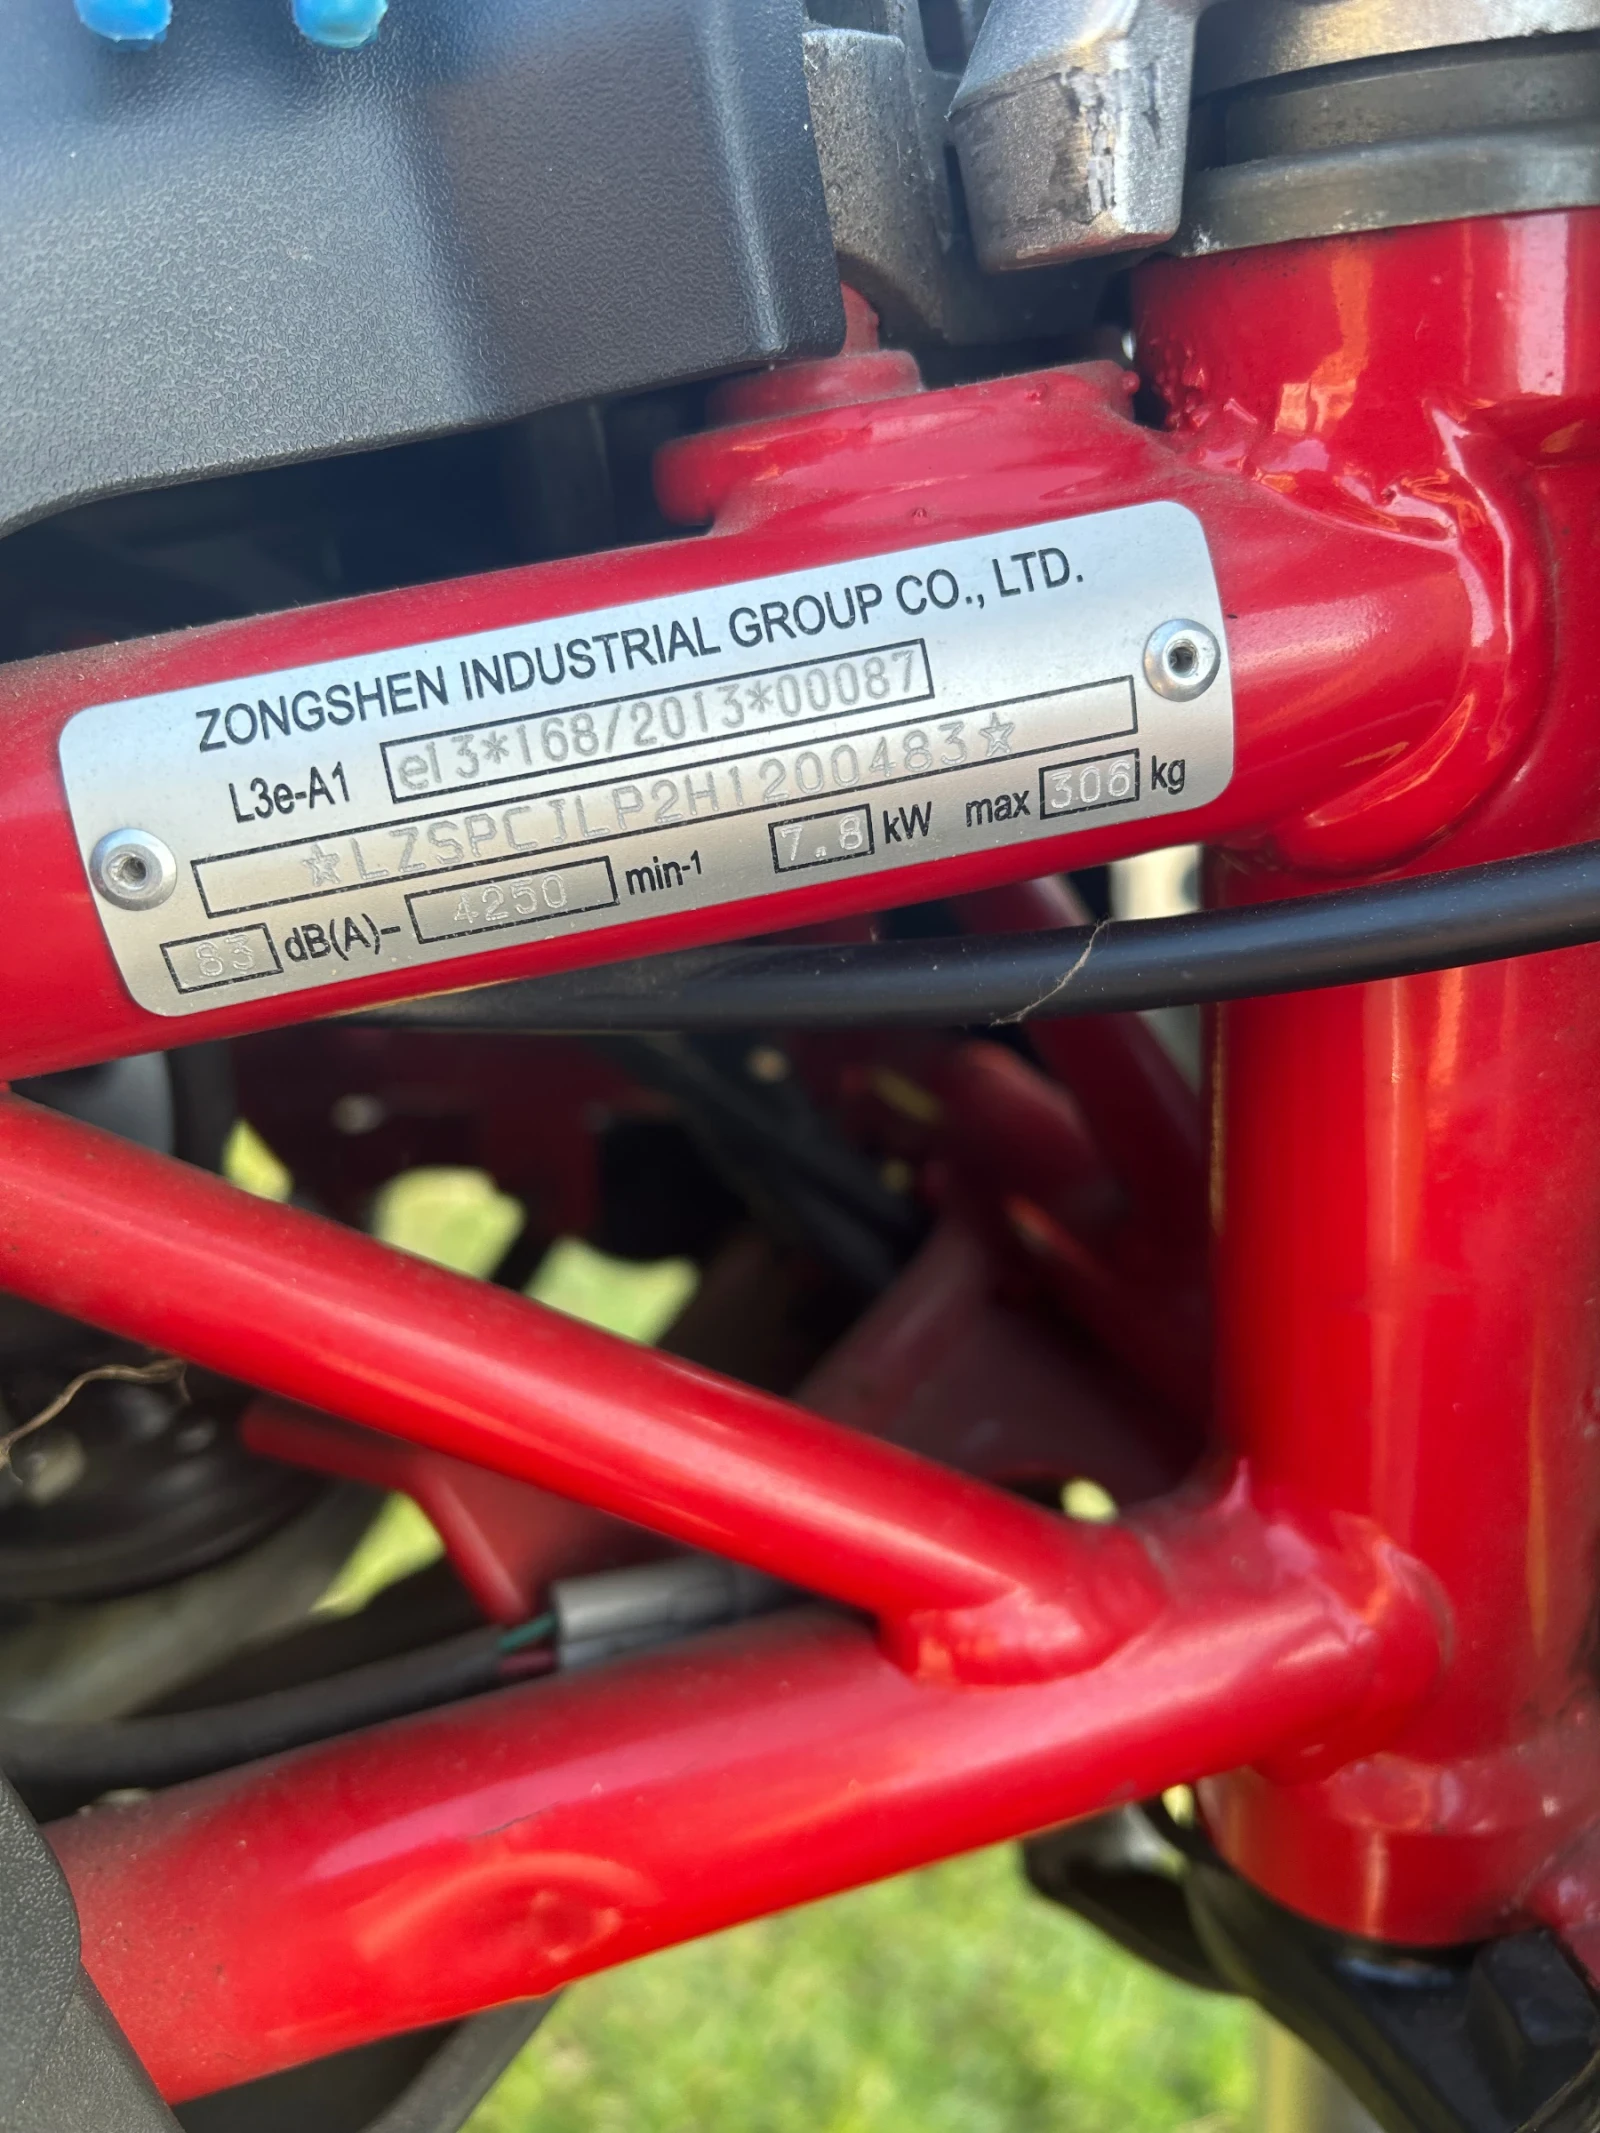 ZONGSHEN INDUSTRIAL GROUP CO., LTD.
L3e-A1 e13*168/2013*00087
☆LZSPCJLP2H1200483☆
83 dB(A)- 4250 min-1 7.8 kW max 306 kg